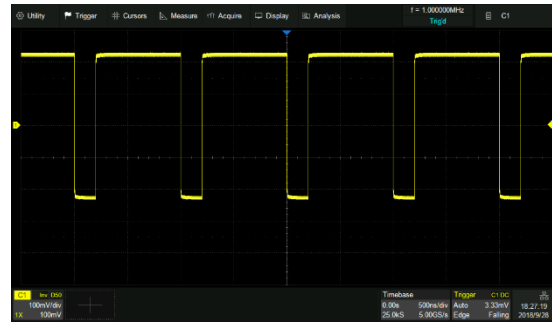 Utility Trigger Cursors Measure Acquire Display Analysis f = 1.000000MHz C1
Trig'd
C1 Inv D50 Timebase Trigger C1 DC
100mV/div 0.00s 500ns/div Auto 3.33mV 18:27:19
1X 100mV 25.0kS 5.00GS/s Edge Falling 2018/9/28